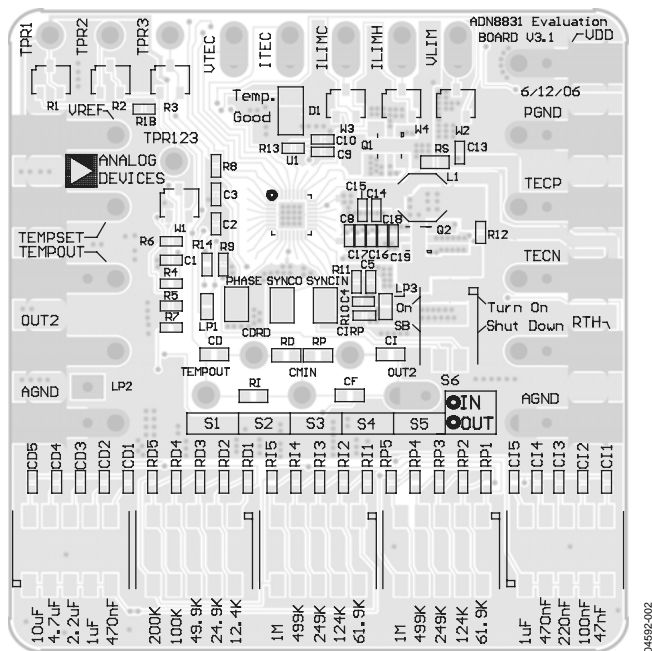 TPR1 TPR2 TPR3 VTEC ITEC ILIMC ILIMH VLIM
ADN8831 Evaluation
BOARD V3.1 VDD
6/12/06
R1 R2 R3
VREF
R1B
Temp.
Good
D1 W3 W4 W2
PGND
TPR123
R13 U1 C10 C9 Q1 RS C13
ANALOG
DEVICES
R8 C3 C2
L1
TECP
W1
C15 C14
C8 C18
C17 C16 C19
Q2 R12
TEMPSET
TEMPOUT
R6 C1 R14 R9
R4 R5 R7
TECN
PHASE SYNCO SYNCIN
R11 C5 C4 R10
LP3
LP1 CDRD CIRP
On
SB
Turn On
Shut Down
RTH
OUT2
CD RD RP CI
TEMPOUT CMIN OUT2
AGND LP2
RI CF
S6
IN
OUT
AGND
S1 S2 S3 S4 S5
CD5 CD4 CD3 CD2 CD1 RD5 RD4 RD3 RD2 RD1 RI5 RI4 RI3 RI2 RI1 RP5 RP4 RP3 RP2 RP1 CI5 CI4 CI3 CI2 CI1
10uF 4.7uF 2.2uF 1uF 470nF 200K 100K 49.9K 24.9K 12.4K 1M 499K 249K 124K 61.9K 1M 499K 249K 124K 61.9K 1uF 470nF 220nF 100nF 47nF
04592-002